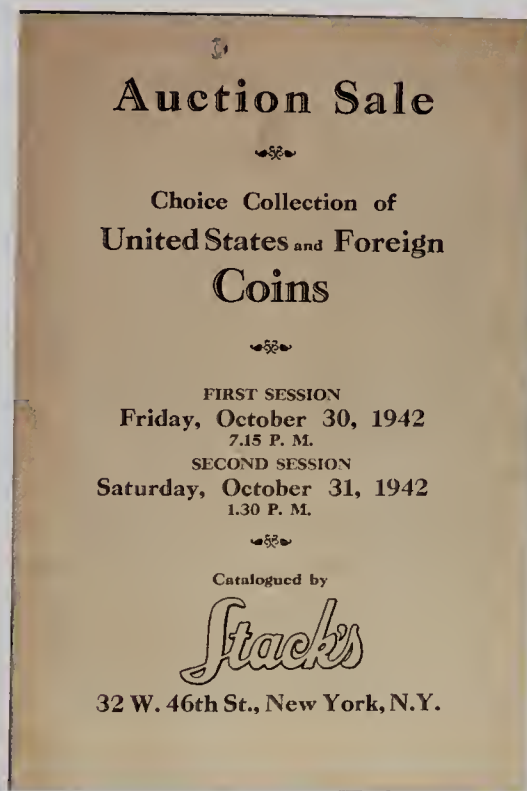 Auction Sale
Choice Collection of
United States and Foreign
Coins
FIRST SESSION
Friday, October 30, 1942
7.15 P. M.
SECOND SESSION
Saturday, October 31, 1942
1.30 P. M.
Catalogued by
Stack's
32 W. 46th St., New York, N.Y.